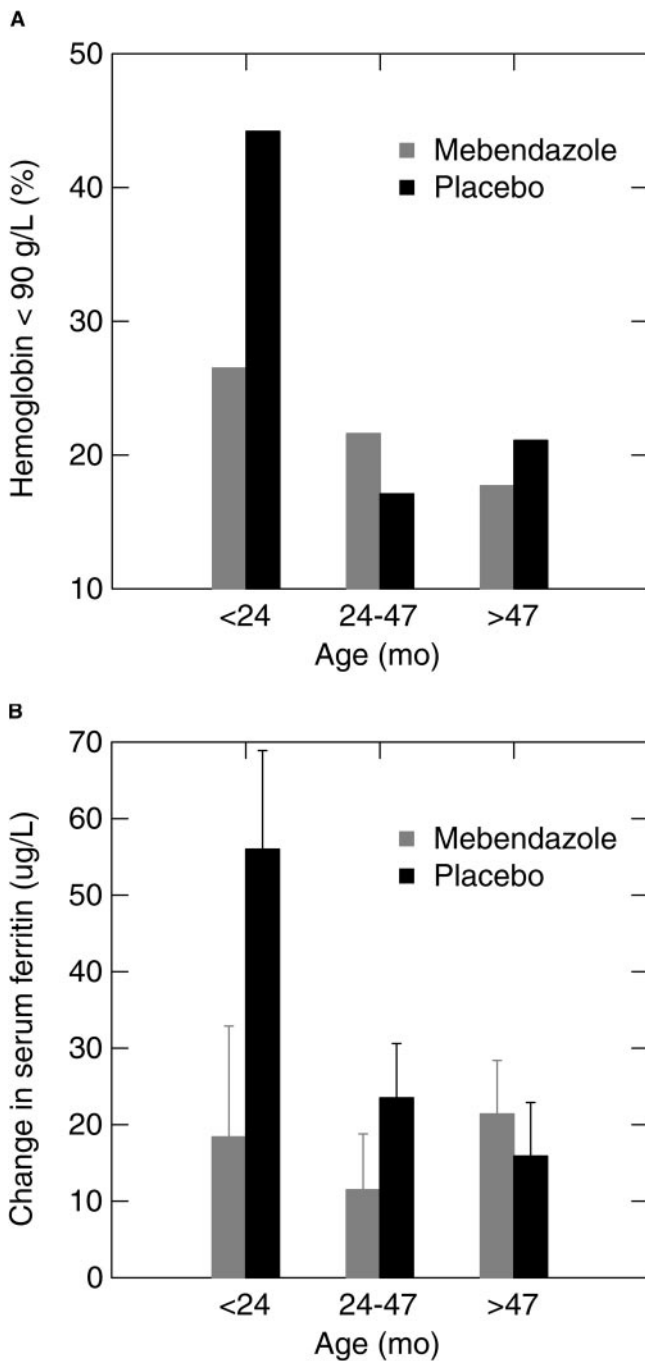 A
Hemoglobin < 90 g/L (%)
50
40
30
20
10
Mebendazole
Placebo
<24 24-47 >47
Age (mo)
B
Change in serum ferritin (ug/L)
70
60
50
40
30
20
10
0
Mebendazole
Placebo
<24 24-47 >47
Age (mo)